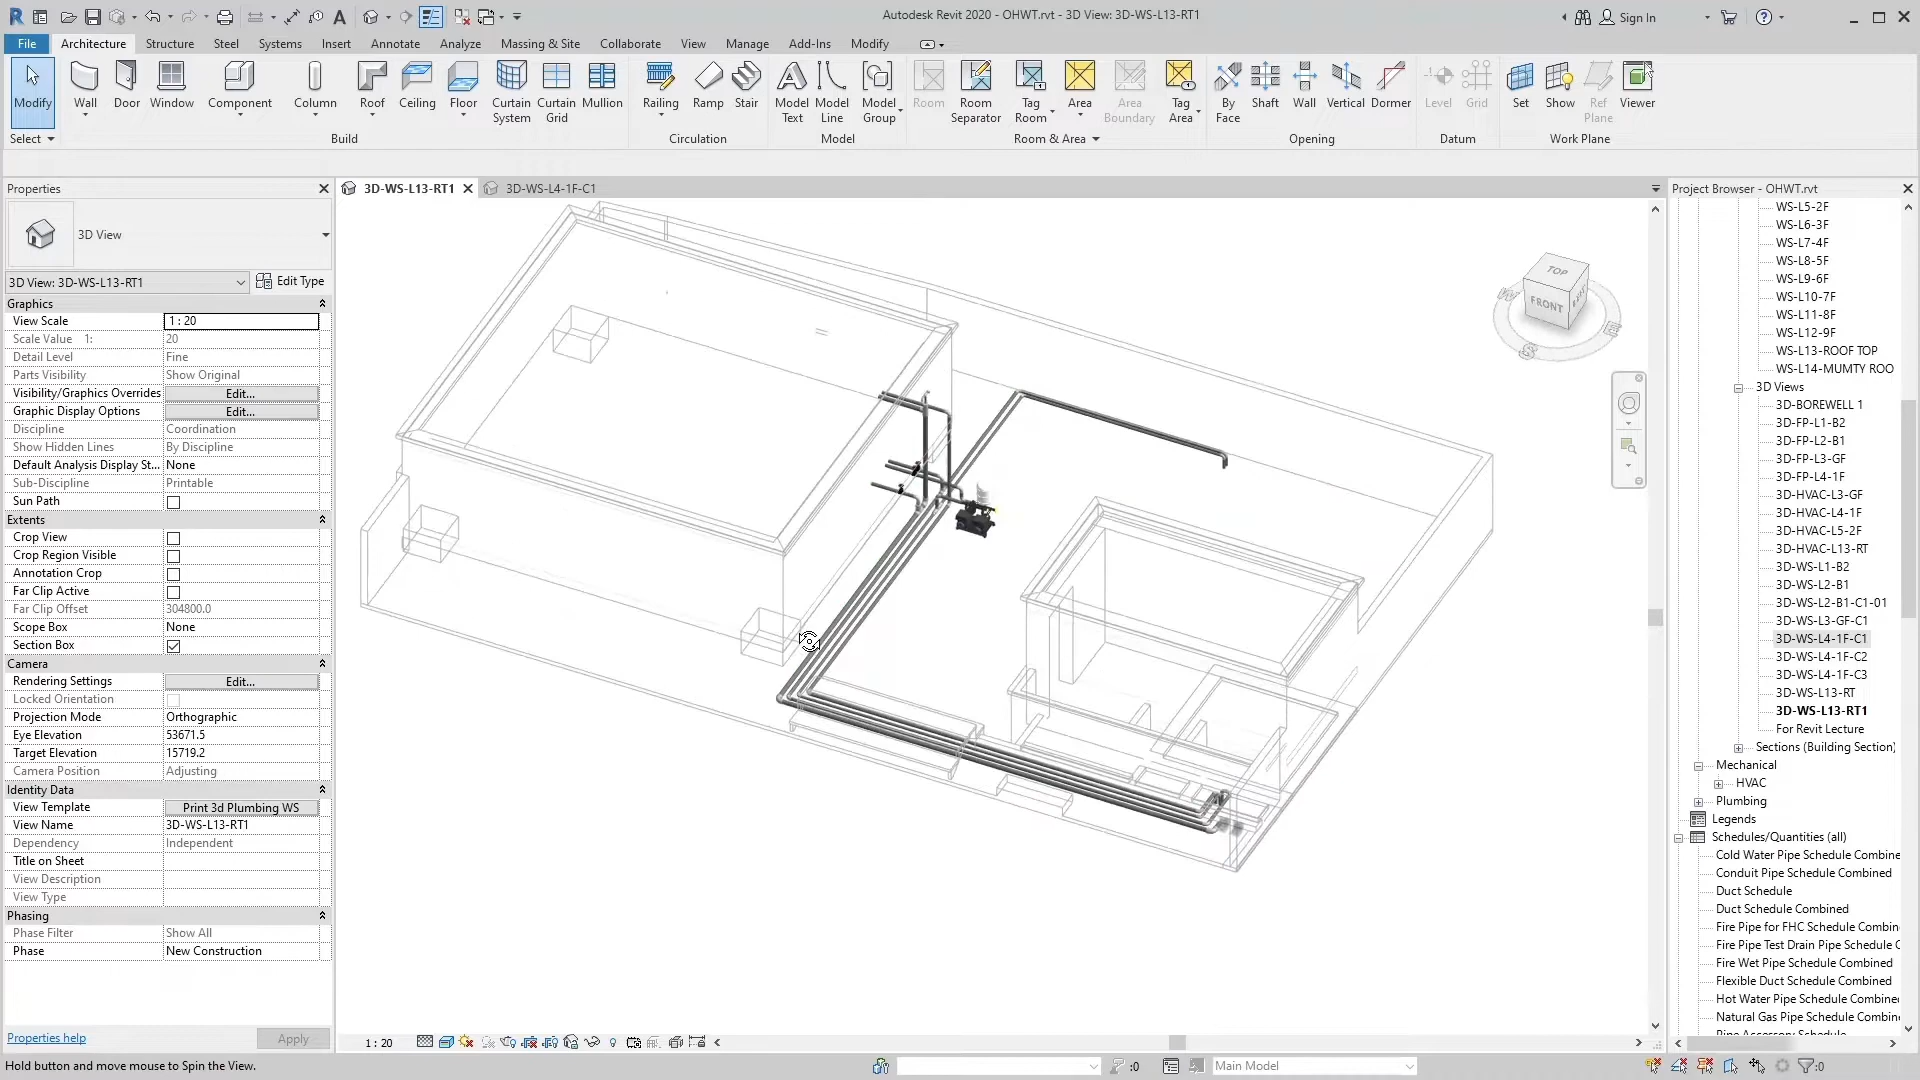 Autodesk Revit 2020 - OHWT.rvt - 3D View: 3D-WS-L13-RT1
Sign In
File Architecture Structure Steel Systems Insert Annotate Analyze Massing & Site Collaborate View Manage Add-Ins Modify
Modify Wall Door Window Component Column Roof Ceiling Floor Curtain System Curtain Grid Mullion Railing Ramp Stair Model Text Model Line Model Group Room Room Separator Tag Room Area Area Boundary Tag Area By Face Shaft Wall Vertical Dormer Level Grid Set Show Ref Plane Viewer
Select Build Circulation Model Room & Area Opening Datum Work Plane
Properties
3D View
3D View: 3D-WS-L13-RT1 Edit Type
Graphics
View Scale 1 : 20
Scale Value 1: 20
Detail Level Fine
Parts Visibility Show Original
Visibility/Graphics Overrides Edit...
Graphic Display Options Edit...
Discipline Coordination
Show Hidden Lines By Discipline
Default Analysis Display St... None
Sub-Discipline Printable
Sun Path
Extents
Crop View
Crop Region Visible
Annotation Crop
Far Clip Active
Far Clip Offset 304800.0
Scope Box None
Section Box
Camera
Rendering Settings Edit...
Locked Orientation
Projection Mode Orthographic
Eye Elevation 53671.5
Target Elevation 15719.2
Camera Position Adjusting
Identity Data
View Template Print 3d Plumbing WS
View Name 3D-WS-L13-RT1
Dependency Independent
Title on Sheet
View Description
View Type
Phasing
Phase Filter Show All
Phase New Construction
Properties help Apply
3D-WS-L13-RT1 3D-WS-L4-1F-C1
TOP
FRONT
W
E
S
1 : 20
Project Browser - OHWT.rvt
WS-L5-2F
WS-L6-3F
WS-L7-4F
WS-L8-5F
WS-L9-6F
WS-L10-7F
WS-L11-8F
WS-L12-9F
WS-L13-ROOF TOP
WS-L14-MUMTY ROO
3D Views
3D-BOREWELL 1
3D-FP-L1-B2
3D-FP-L2-B1
3D-FP-L3-GF
3D-FP-L4-1F
3D-HVAC-L3-GF
3D-HVAC-L4-1F
3D-HVAC-L5-2F
3D-HVAC-L13-RT
3D-WS-L1-B2
3D-WS-L2-B1
3D-WS-L2-B1-C1-01
3D-WS-L3-GF-C1
3D-WS-L4-1F-C1
3D-WS-L4-1F-C2
3D-WS-L4-1F-C3
3D-WS-L13-RT
3D-WS-L13-RT1
For Revit Lecture
Sections (Building Section)
Mechanical
HVAC
Plumbing
Legends
Schedules/Quantities (all)
Cold Water Pipe Schedule Combine
Conduit Pipe Schedule Combined
Duct Schedule
Duct Schedule Combined
Fire Pipe for FHC Schedule Combin
Fire Pipe Test Drain Pipe Schedule C
Fire Wet Pipe Schedule Combined
Flexible Duct Schedule Combined
Hot Water Pipe Schedule Combine
Natural Gas Pipe Schedule Combine
Hold button and move mouse to Spin the View.
:0
Main Model
:0